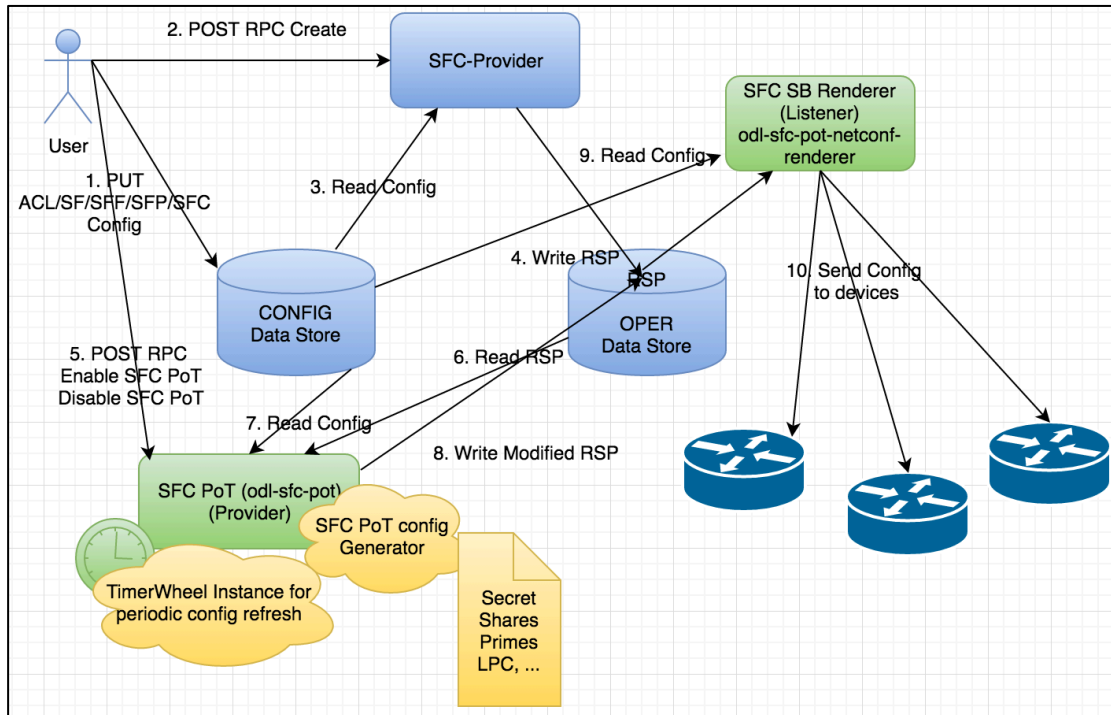 2. POST RPC Create
SFC-Provider
User
SFC SB Renderer
(Listener)
odl-sfc-pot-netconf-
renderer
1. PUT
ACL/SF/SFF/SFP/SFC
Config
3. Read Config
9. Read Config
4. Write RSP
RSP
CONFIG
Data Store
OPER
Data Store
10. Send Config
to devices
5. POST RPC
Enable SFC PoT
Disable SFC PoT
6. Read RSP
7. Read Config
8. Write Modified RSP
SFC PoT (odl-sfc-pot)
(Provider)
SFC PoT config
Generator
TimerWheel Instance for
periodic config refresh
Secret
Shares
Primes
LPC, ...